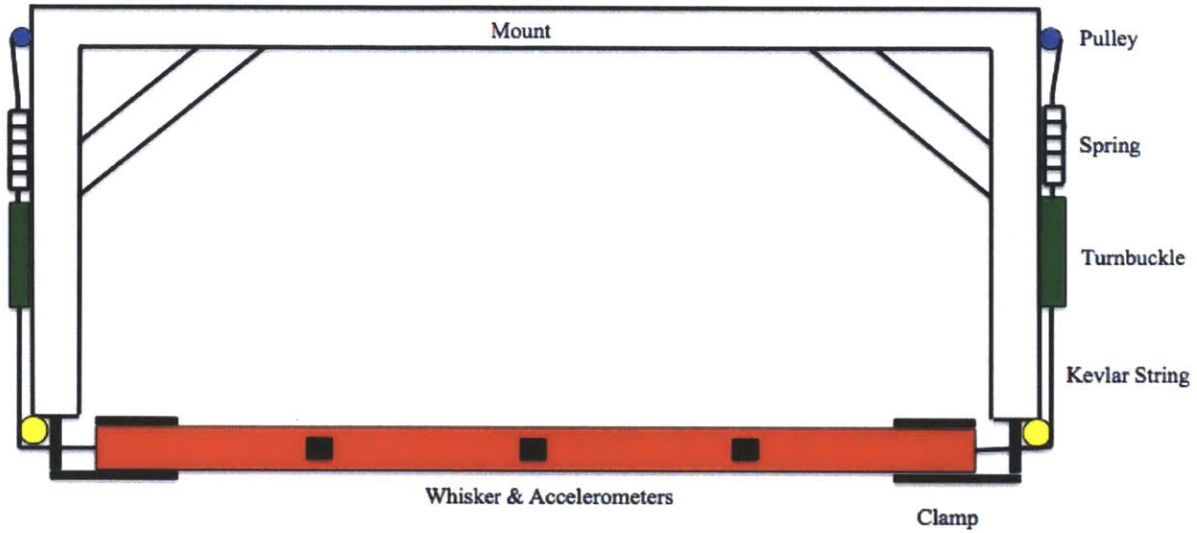 Mount
Pulley
Spring
Turnbuckle
Kevlar String
Whisker & Accelerometers
Clamp